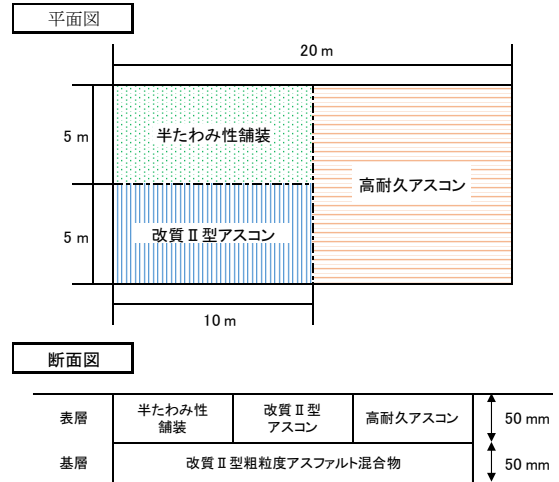 平面図
20 m
5 m
半たわみ性舗装
高耐久アスコン
5 m
改質Ⅱ型アスコン
10 m
断面図
表層
半たわみ性
舗装
改質Ⅱ型
アスコン
高耐久アスコン
50 mm
基層
改質Ⅱ型粗粒度アスファルト混合物
50 mm